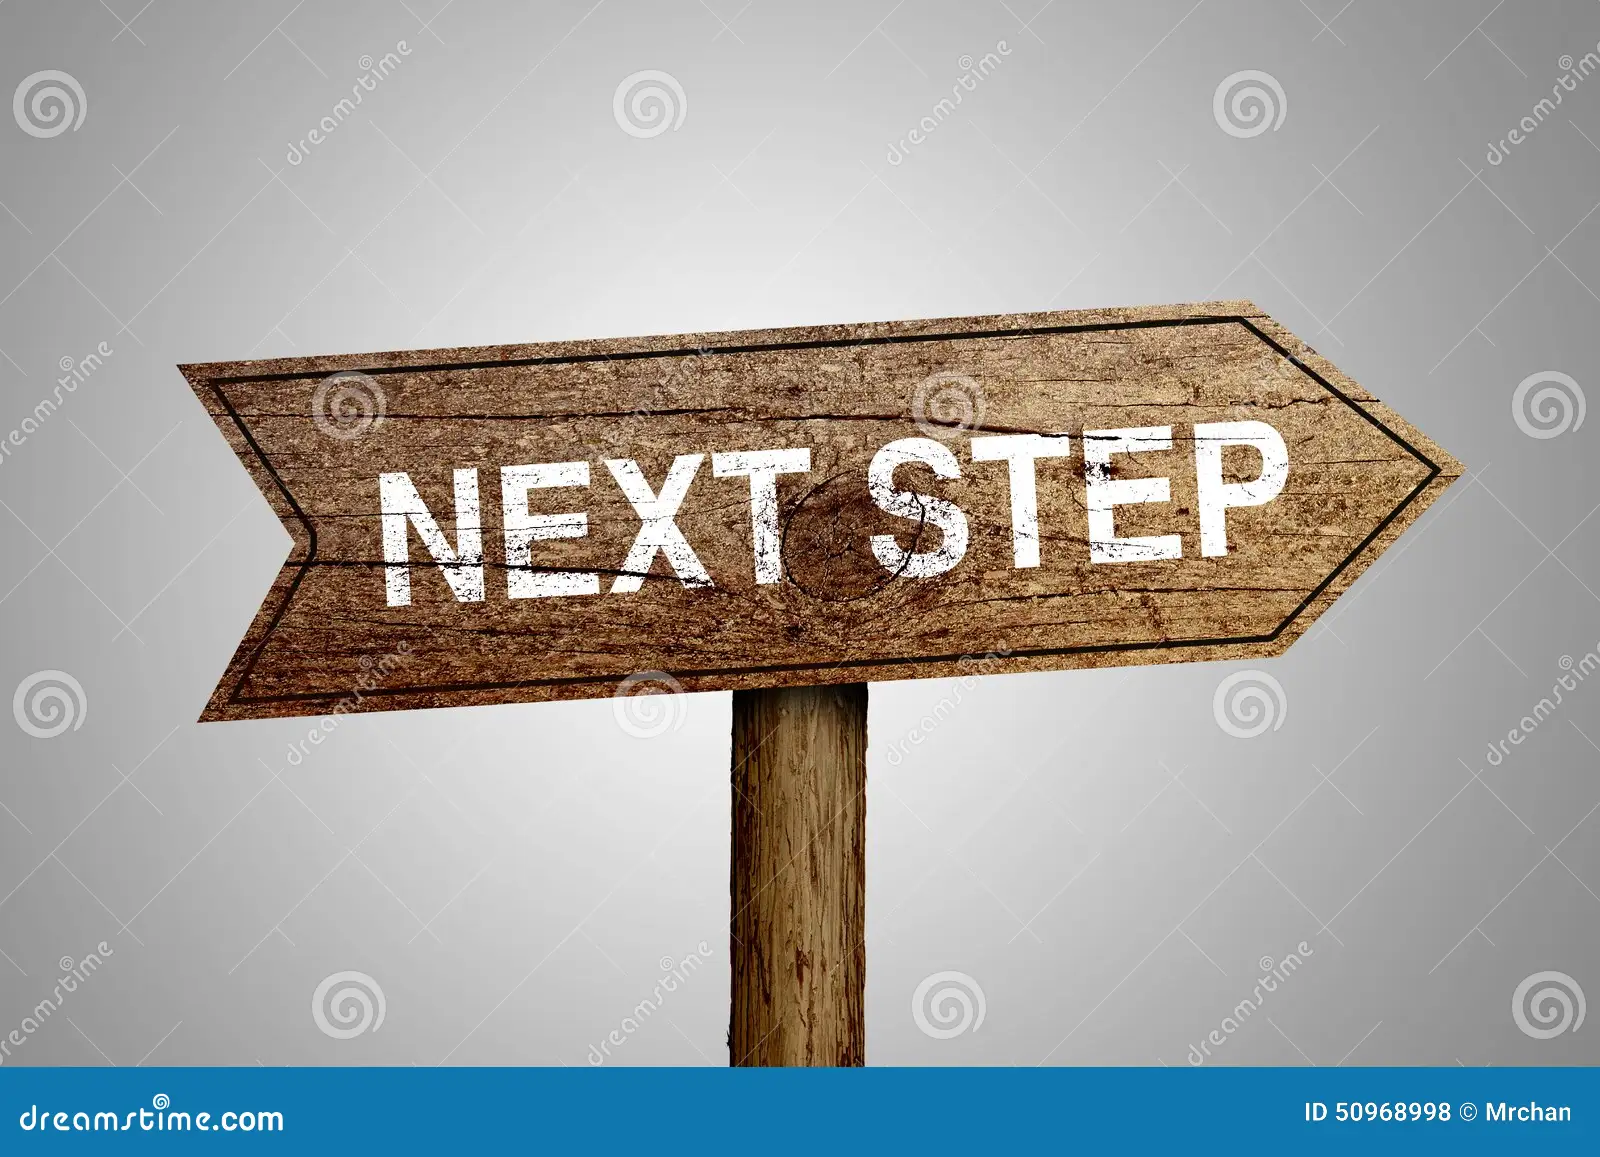 NEXT STEP
dreamstime.com
ID 50968998 © Mrchan